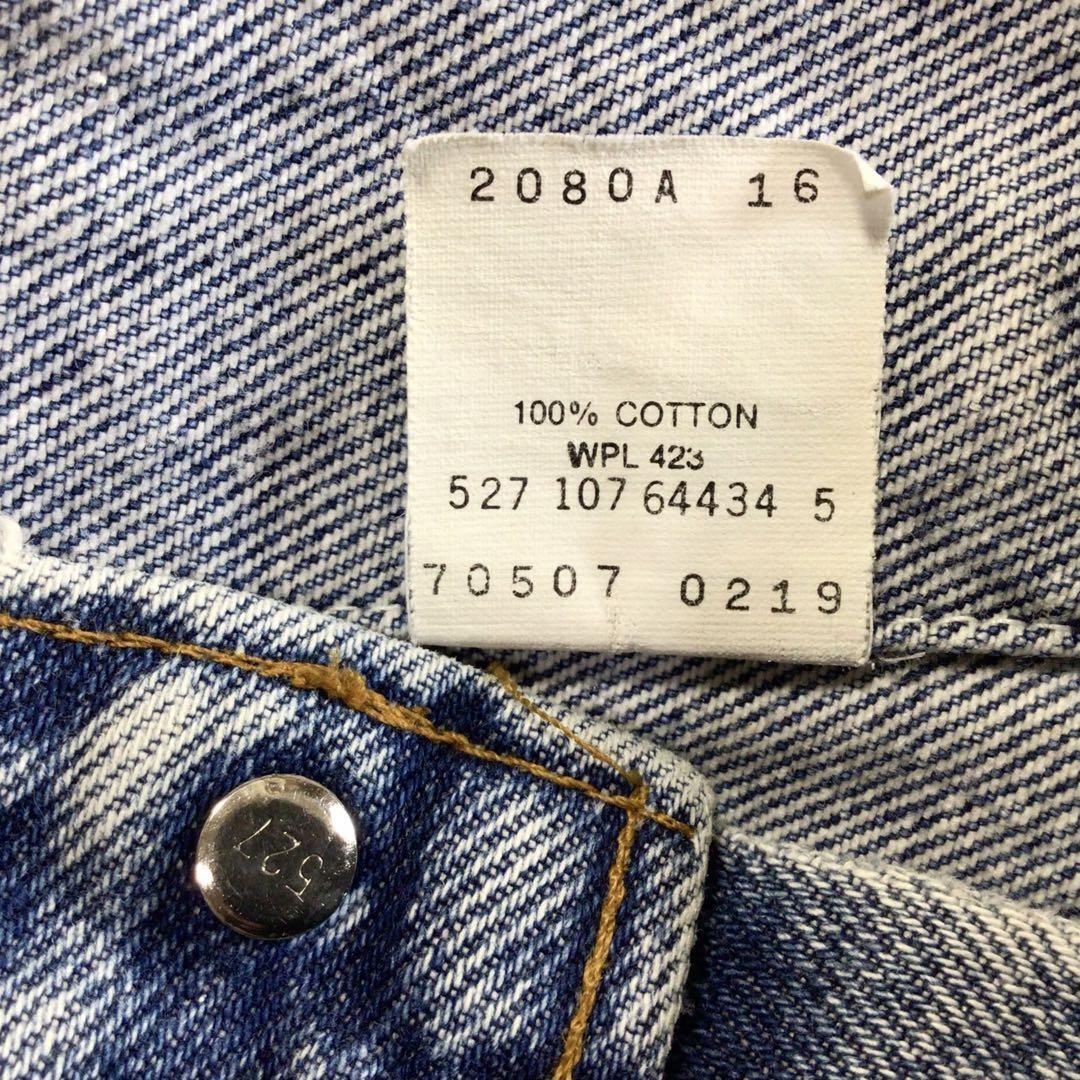 2080A 16
100% COTTON
WPL 423
527 107 64434 5
70507 0219
527